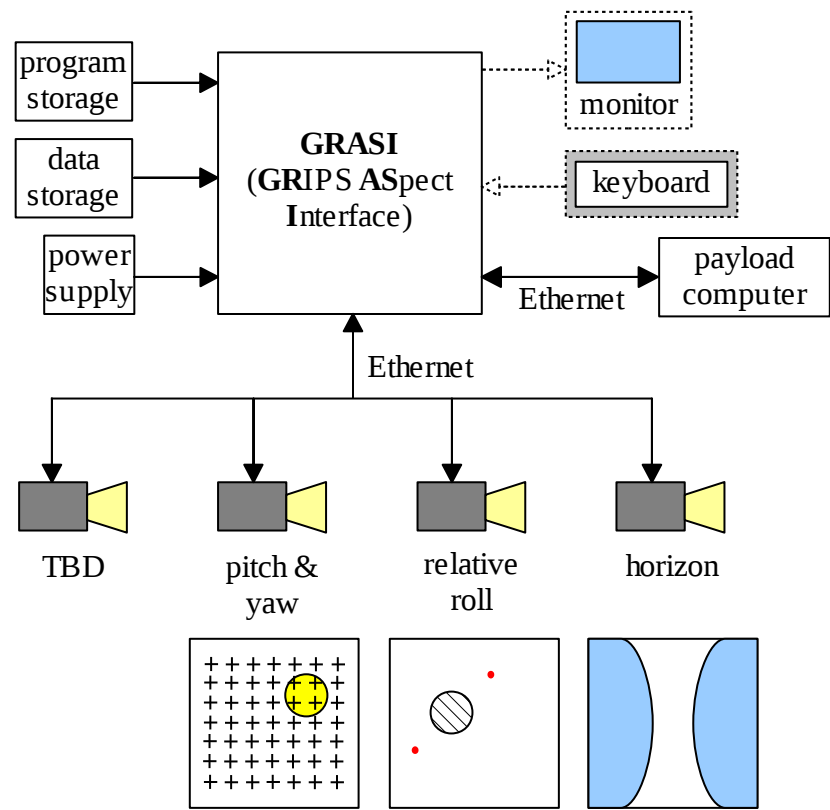 program
storage
data
storage
power
supply
GRASI
(GRIPS ASpect
Interface)
monitor
keyboard
payload
computer
Ethernet
Ethernet
TBD
pitch &
yaw
relative
roll
horizon